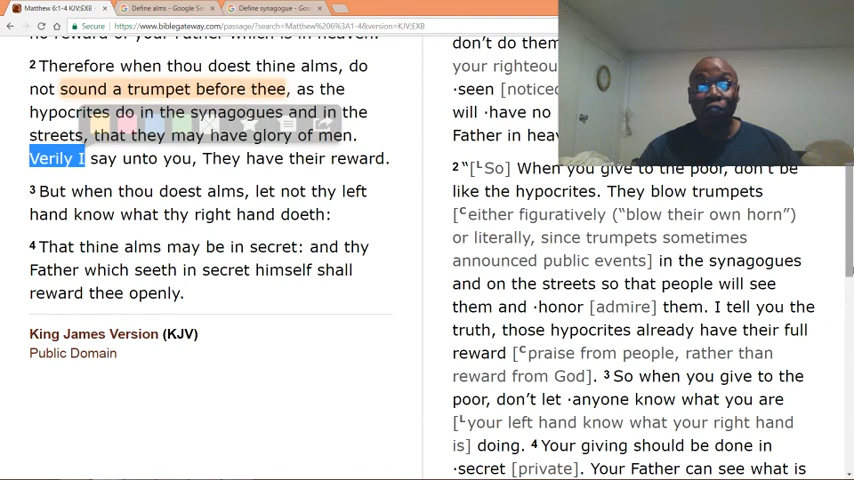 Matthew 6:1-4 KJV;EXB
Define alms - Google Se
Define synagogue - Goo
Secure
https://www.biblegateway.com/passage/?search=Matthew%206%3A1-4&version=KJV;EXB
no reward of your Father which is in heaven.
2 Therefore when thou doest thine alms, do
not sound a trumpet before thee, as the
hypocrites do in the synagogues and in the
streets, that they may have glory of men.
Verily I say unto you, They have their reward.
3 But when thou doest alms, let not thy left
hand know what thy right hand doeth:
4 That thine alms may be in secret: and thy
Father which seeth in secret himself shall
reward thee openly.
King James Version (KJV)
Public Domain
don’t do them
your righteou
·seen [noticed
will ·have no
Father in heav
2 “[L So] When you give to the poor, don’t be
like the hypocrites. They blow trumpets
[C either figuratively (“blow their own horn”)
or literally, since trumpets sometimes
announced public events] in the synagogues
and on the streets so that people will see
them and ·honor [admire] them. I tell you the
truth, those hypocrites already have their full
reward [C praise from people, rather than
reward from God]. 3 So when you give to the
poor, don’t let ·anyone know what you are
[L your left hand know what your right hand
is] doing. 4 Your giving should be done in
·secret [private]. Your Father can see what is